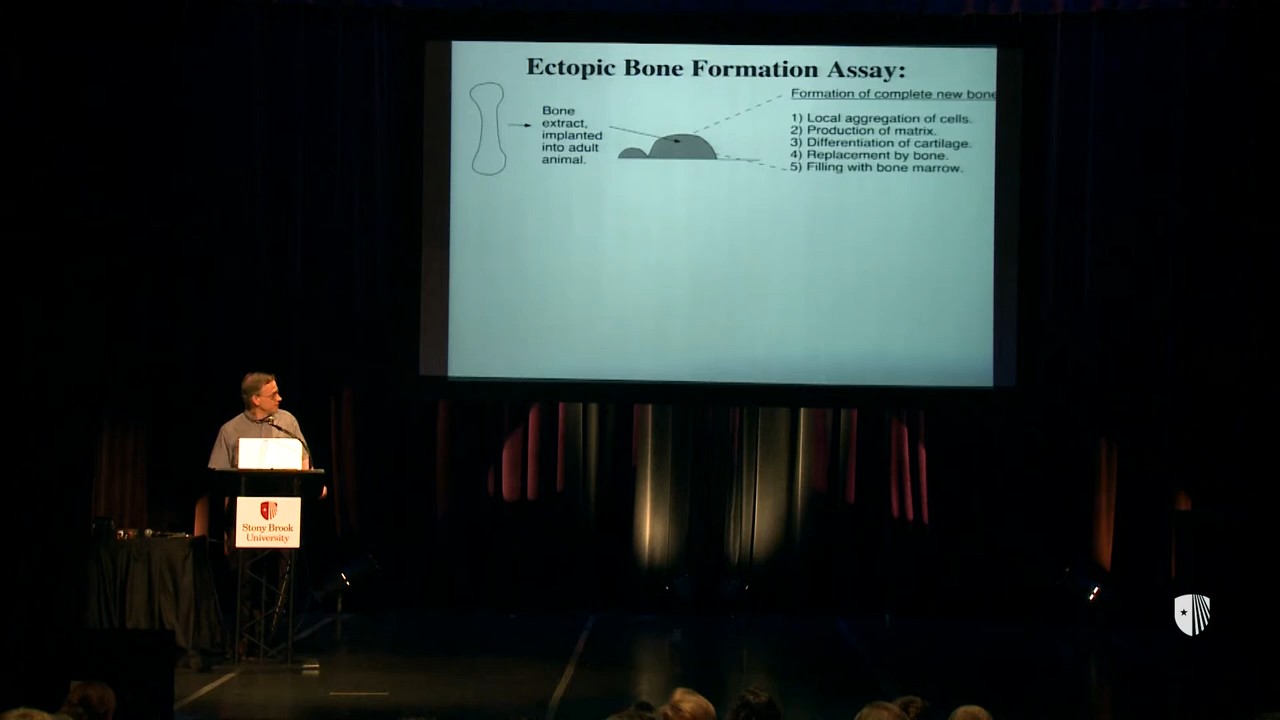 Ectopic Bone Formation Assay:
Bone
extract,
implanted
into adult
animal.
Formation of complete new bone
1) Local aggregation of cells.
2) Production of matrix.
3) Differentiation of cartilage.
4) Replacement by bone.
5) Filling with bone marrow.
Stony Brook
University